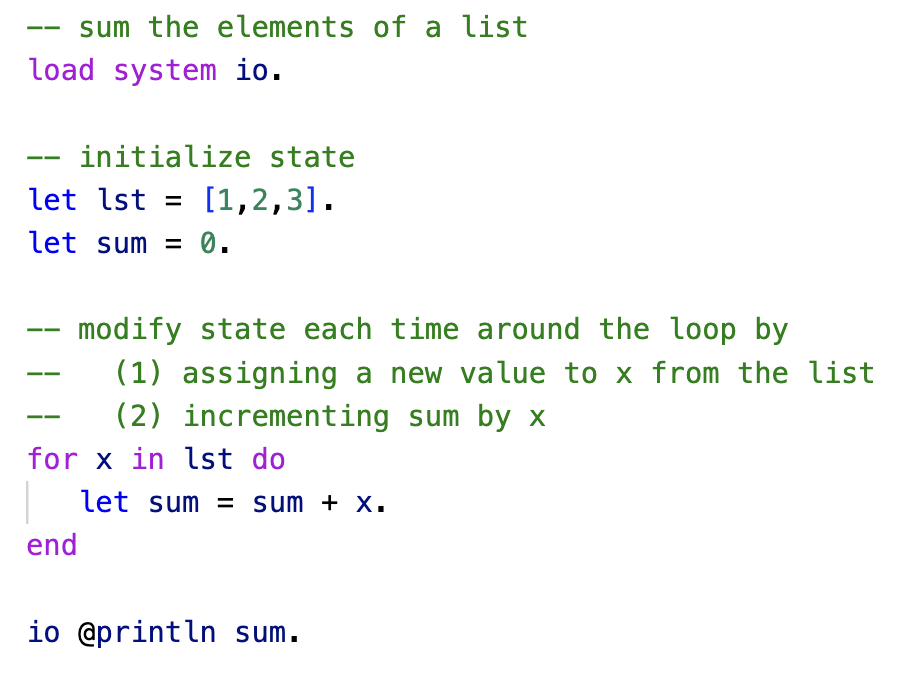 -- sum the elements of a list
load system io.
-- initialize state
let lst = [1,2,3].
let sum = 0.
-- modify state each time around the loop by
--   (1) assigning a new value to x from the list
--   (2) incrementing sum by x
for x in lst do
   let sum = sum + x.
end
io @println sum.